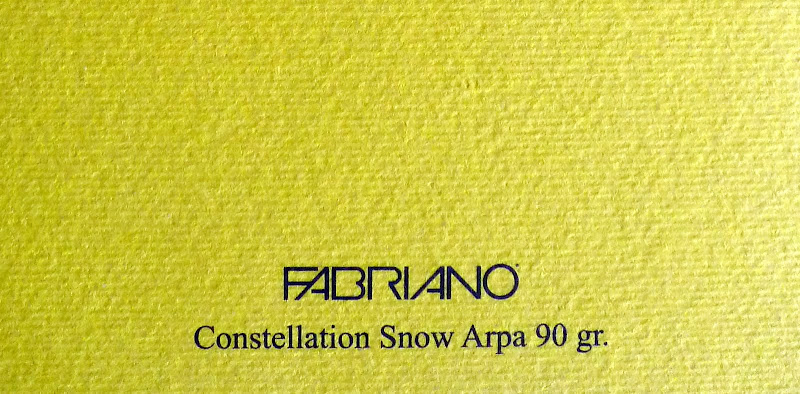 FABRIANO
Constellation Snow Arpa 90 gr.